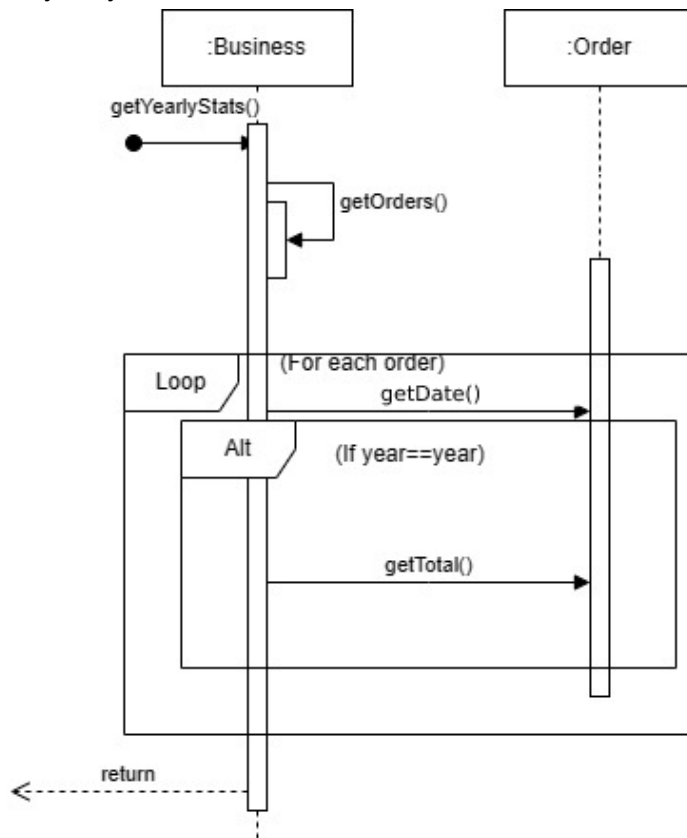 :Business
:Order
getYearlyStats()
getOrders()
(For each order)
Loop
getDate()
Alt
(If year==year)
getTotal()
return